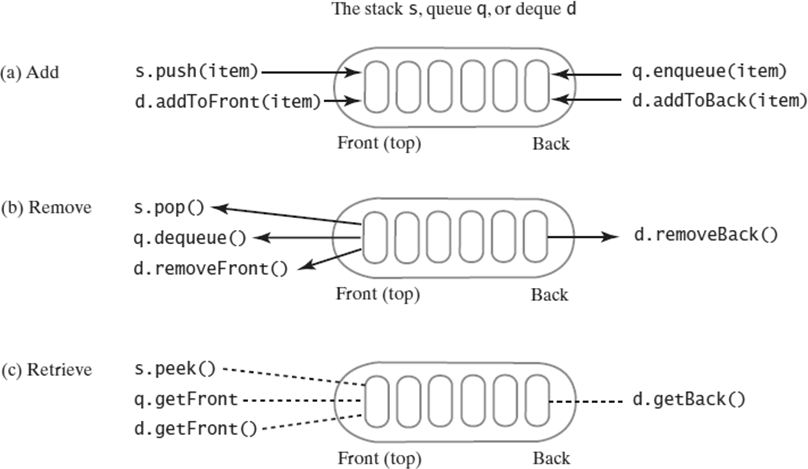 The stack s, queue q, or deque d
(a) Add s.push(item) q.enqueue(item)
d.addToFront(item) d.addToBack(item)
Front (top) Back
(b) Remove s.pop()
q.dequeue() d.removeBack()
d.removeFront()
Front (top) Back
(c) Retrieve s.peek()
q.getFront d.getBack()
d.getFront()
Front (top) Back